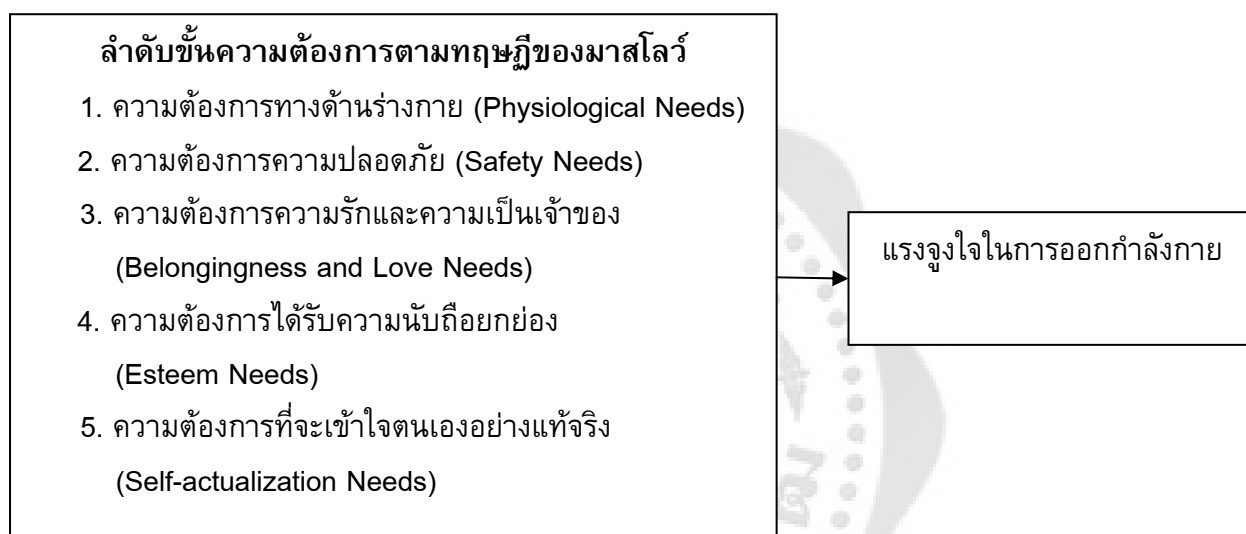 ลำดับขั้นความต้องการตามทฤษฏีของมาสโลว์
1. ความต้องการทางด้านร่างกาย (Physiological Needs)
2. ความต้องการความปลอดภัย (Safety Needs)
3. ความต้องการความรักและความเป็นเจ้าของ
(Belongingness and Love Needs)
4. ความต้องการได้รับความนับถือยกย่อง
(Esteem Needs)
5. ความต้องการที่จะเข้าใจตนเองอย่างแท้จริง
(Self-actualization Needs)
แรงจูงใจในการออกกำลังกาย